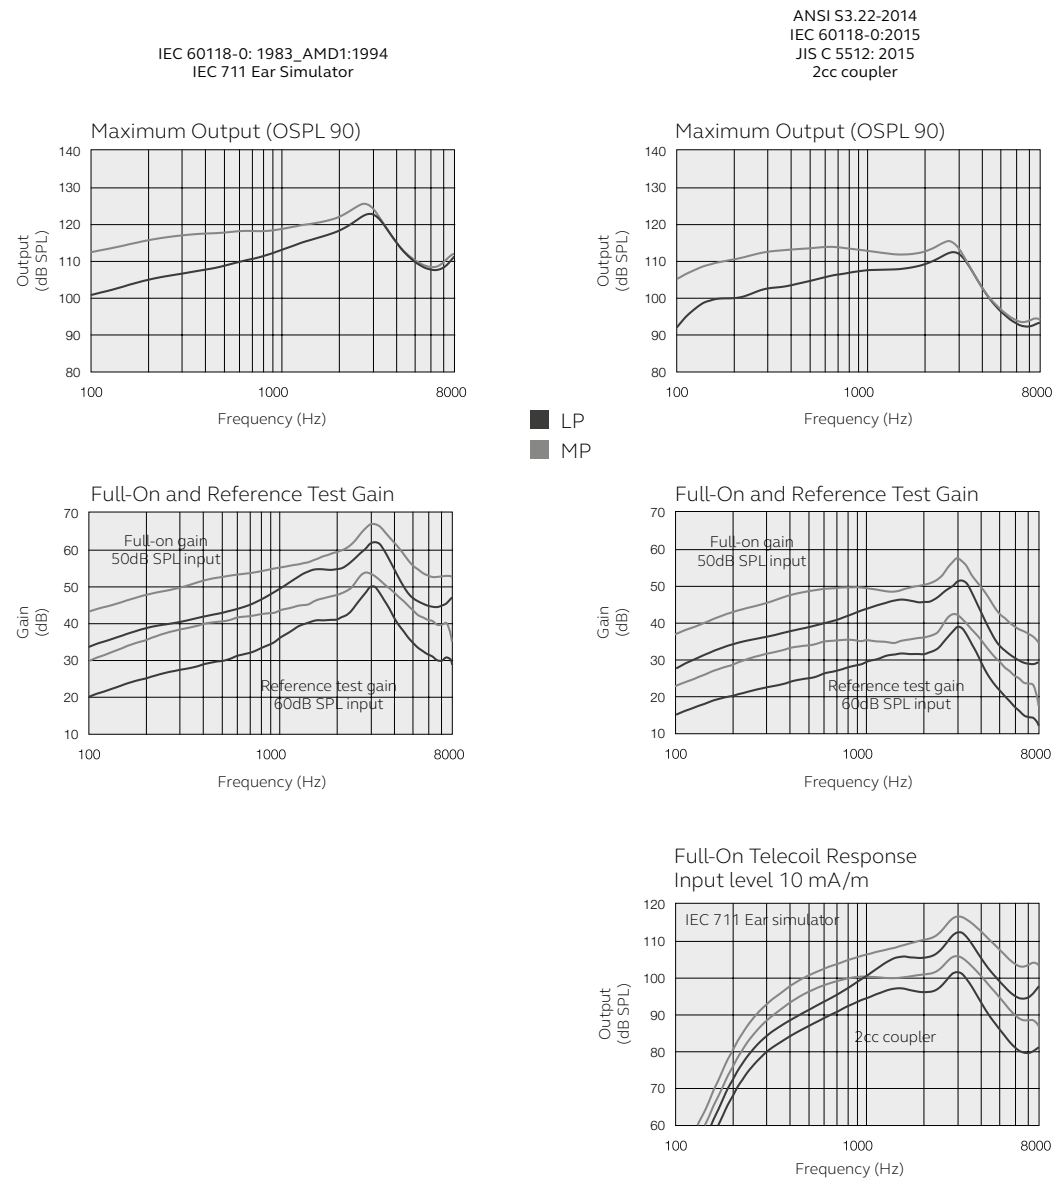 IEC 60118-0: 1983_AMD1:1994
IEC 711 Ear Simulator
ANSI S3.22-2014
IEC 60118-0:2015
JIS C 5512: 2015
2cc coupler
Maximum Output (OSPL 90)
140
130
120
110
100
90
80
Output
(dB SPL)
100
1000
8000
Frequency (Hz)
Maximum Output (OSPL 90)
140
130
120
110
100
90
80
Output
(dB SPL)
100
1000
8000
Frequency (Hz)
LP
MP
Full-On and Reference Test Gain
70
60
50
40
30
20
10
Gain
(dB)
Full-on gain
50dB SPL input
Reference test gain
60dB SPL input
100
1000
8000
Frequency (Hz)
Full-On and Reference Test Gain
70
60
50
40
30
20
10
Gain
(dB)
Full-on gain
50dB SPL input
Reference test gain
60dB SPL input
100
1000
8000
Frequency (Hz)
Full-On Telecoil Response
Input level 10 mA/m
120
110
100
90
80
70
60
Output
(dB SPL)
IEC 711 Ear simulator
2cc coupler
100
1000
8000
Frequency (Hz)